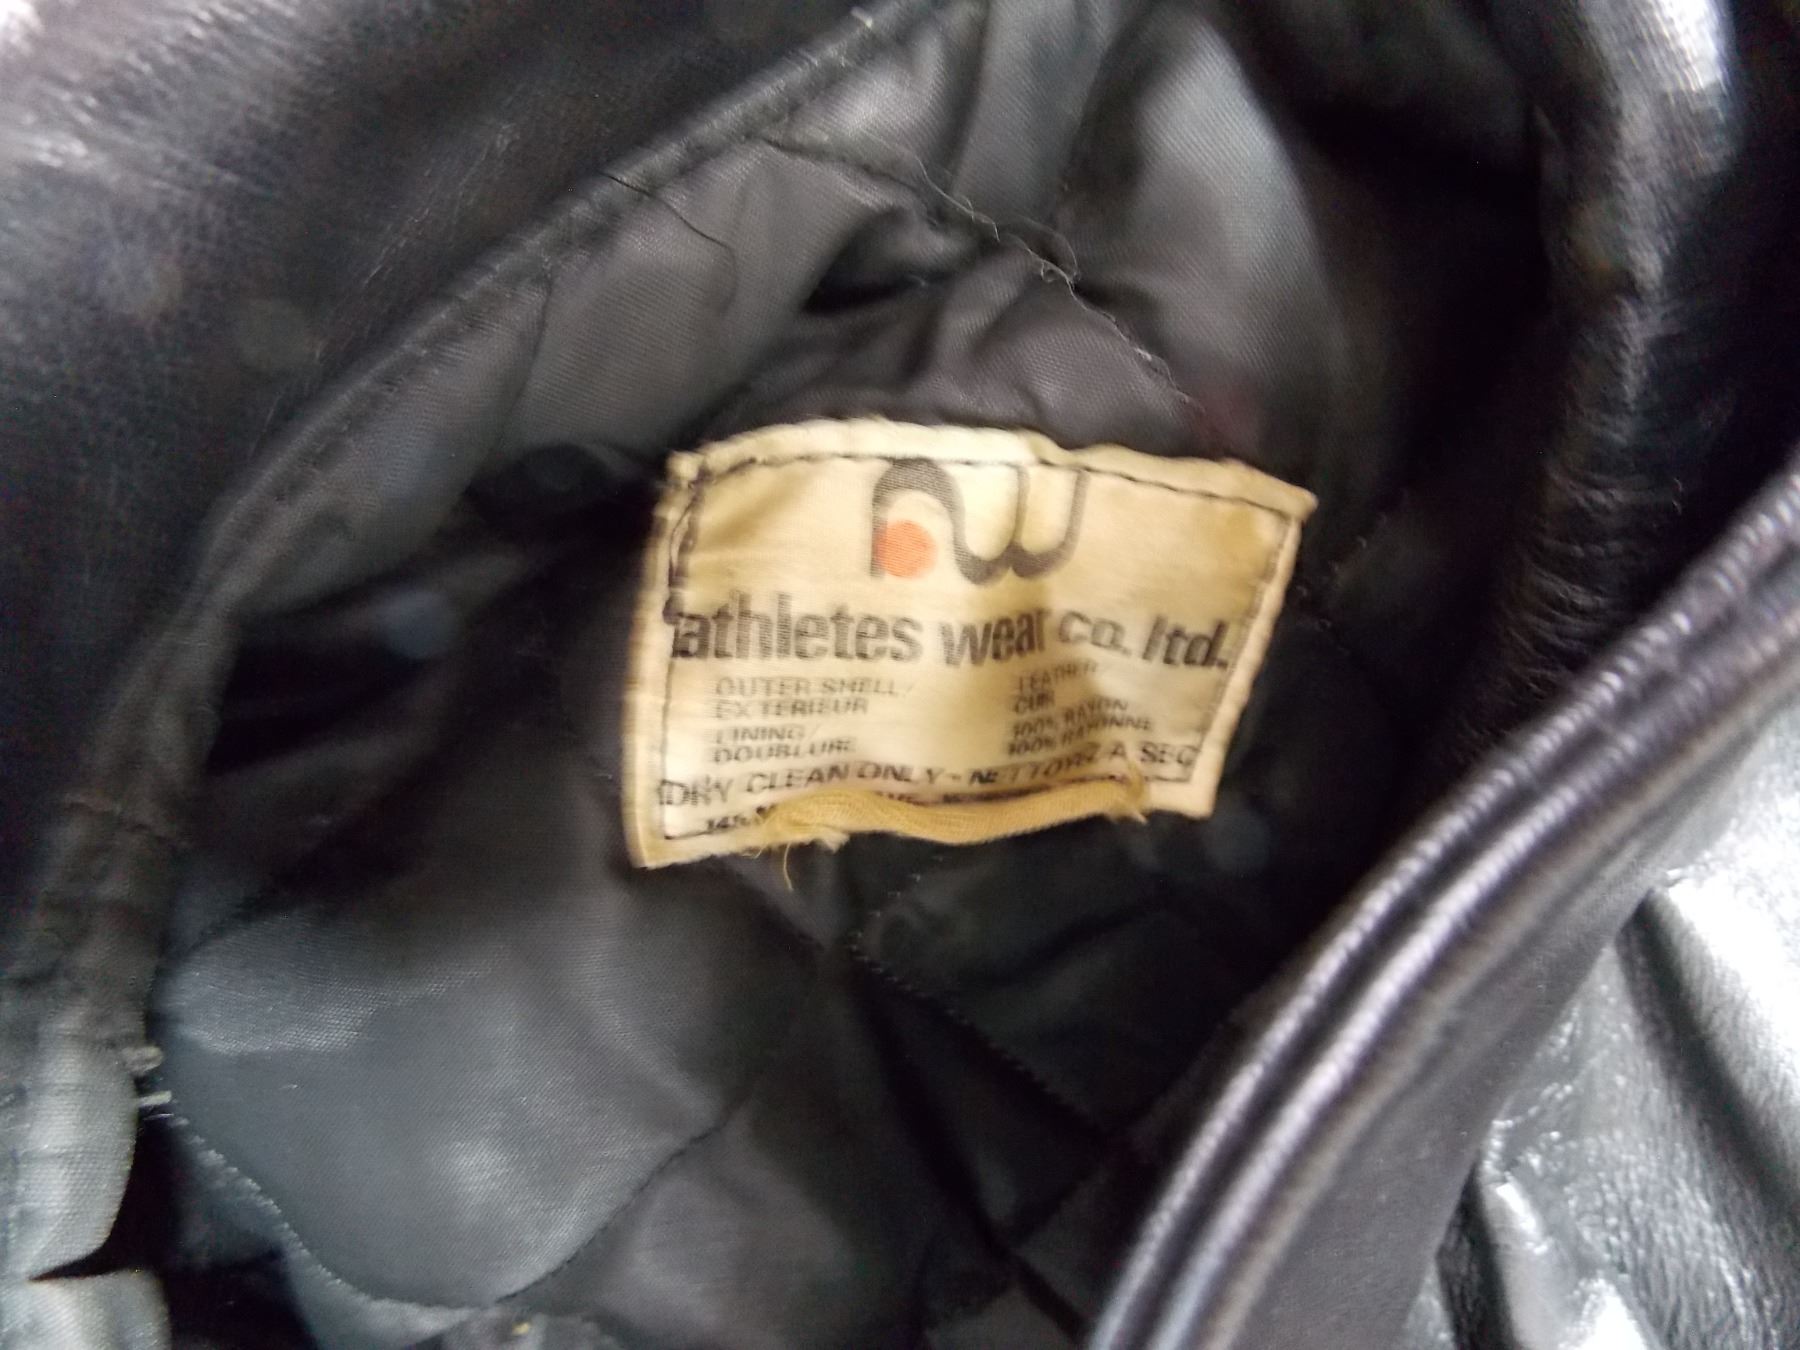 aw
athletes wear co. ltd.
OUTER SHELL/ LEATHER/
EXTERIEUR CUIR
LINING/ 100% RAYON
DOUBLURE 100% RAYONNE
DRY CLEAN ONLY - NETTOYEZ A SEC